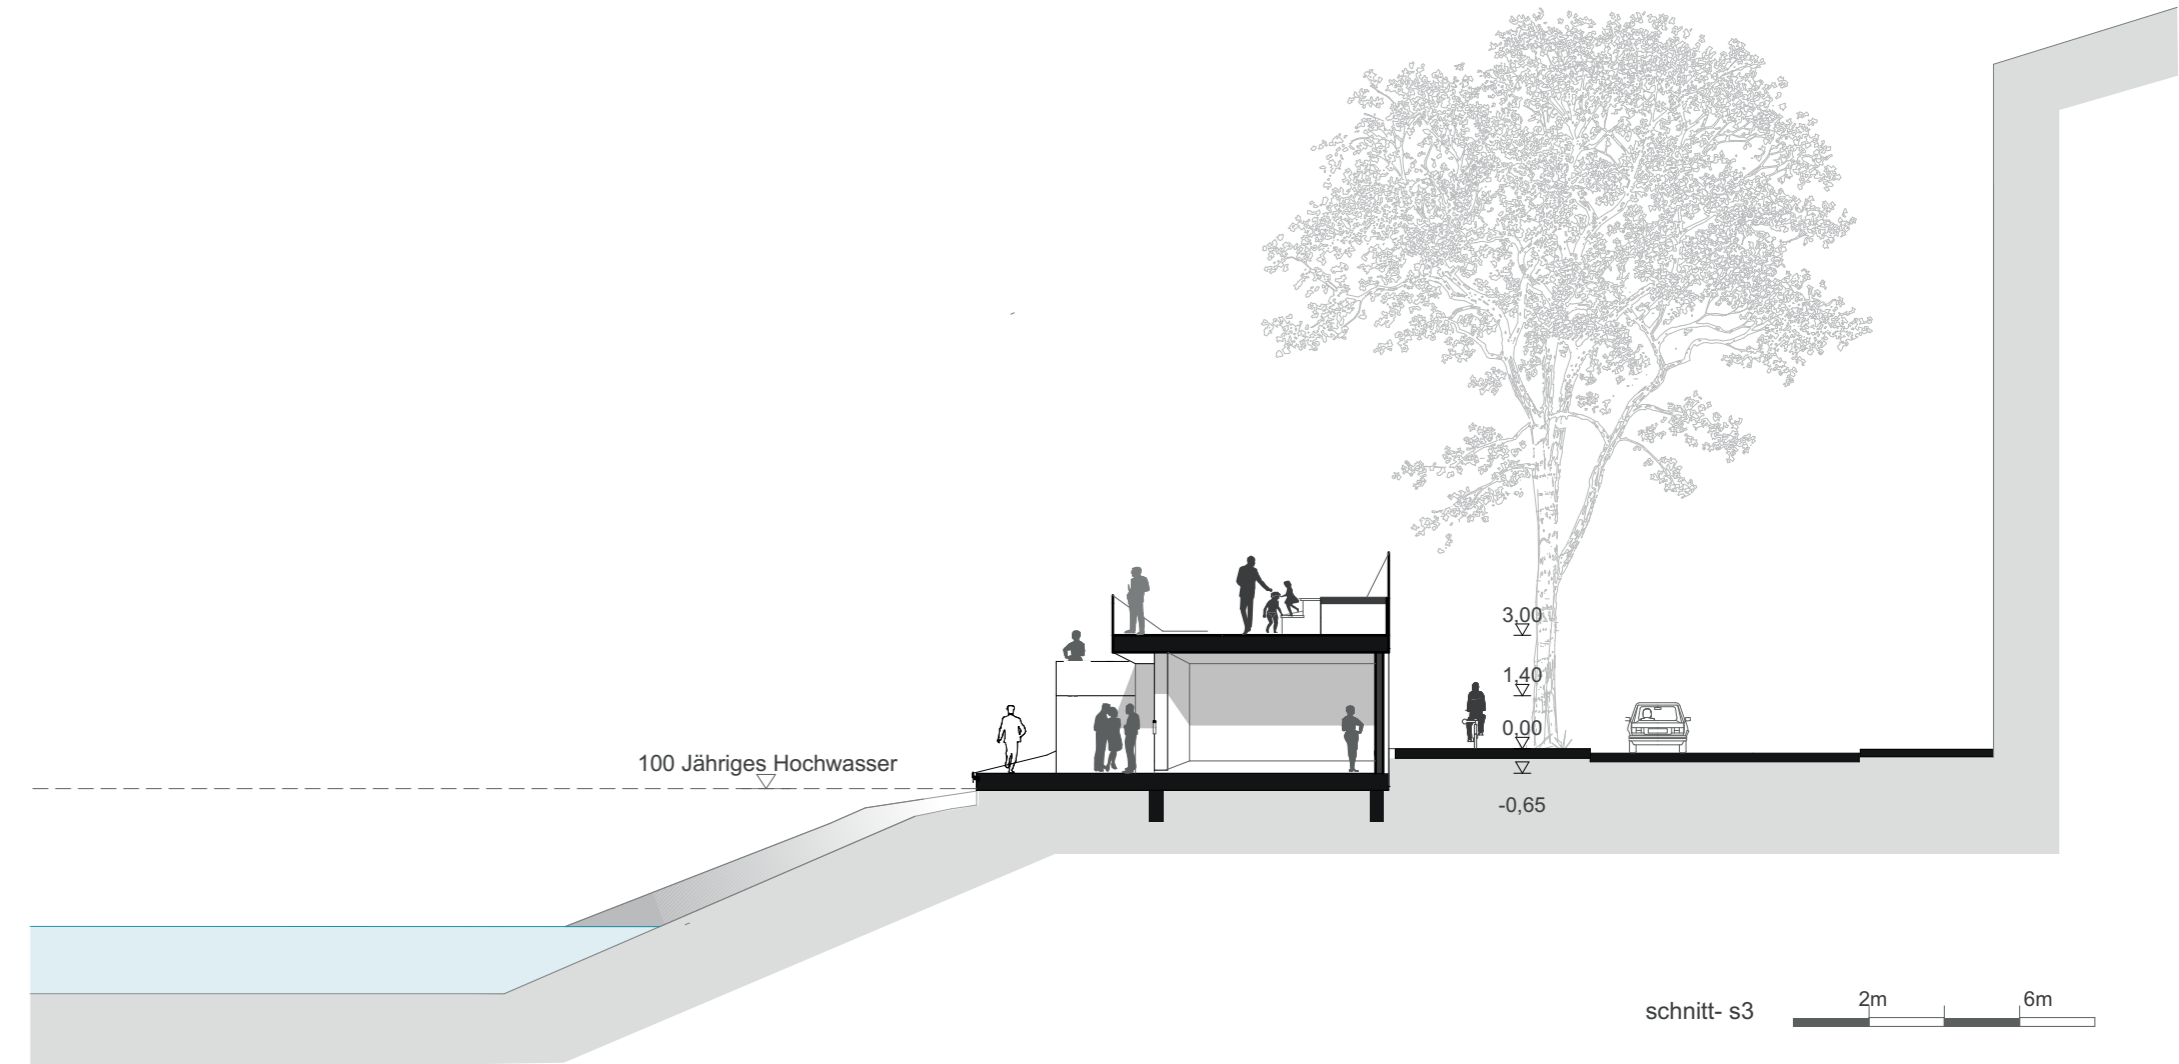 3,00
1,40
0,00
100 Jähriges Hochwasser
-0,65
2m 6m
schnitt- s3